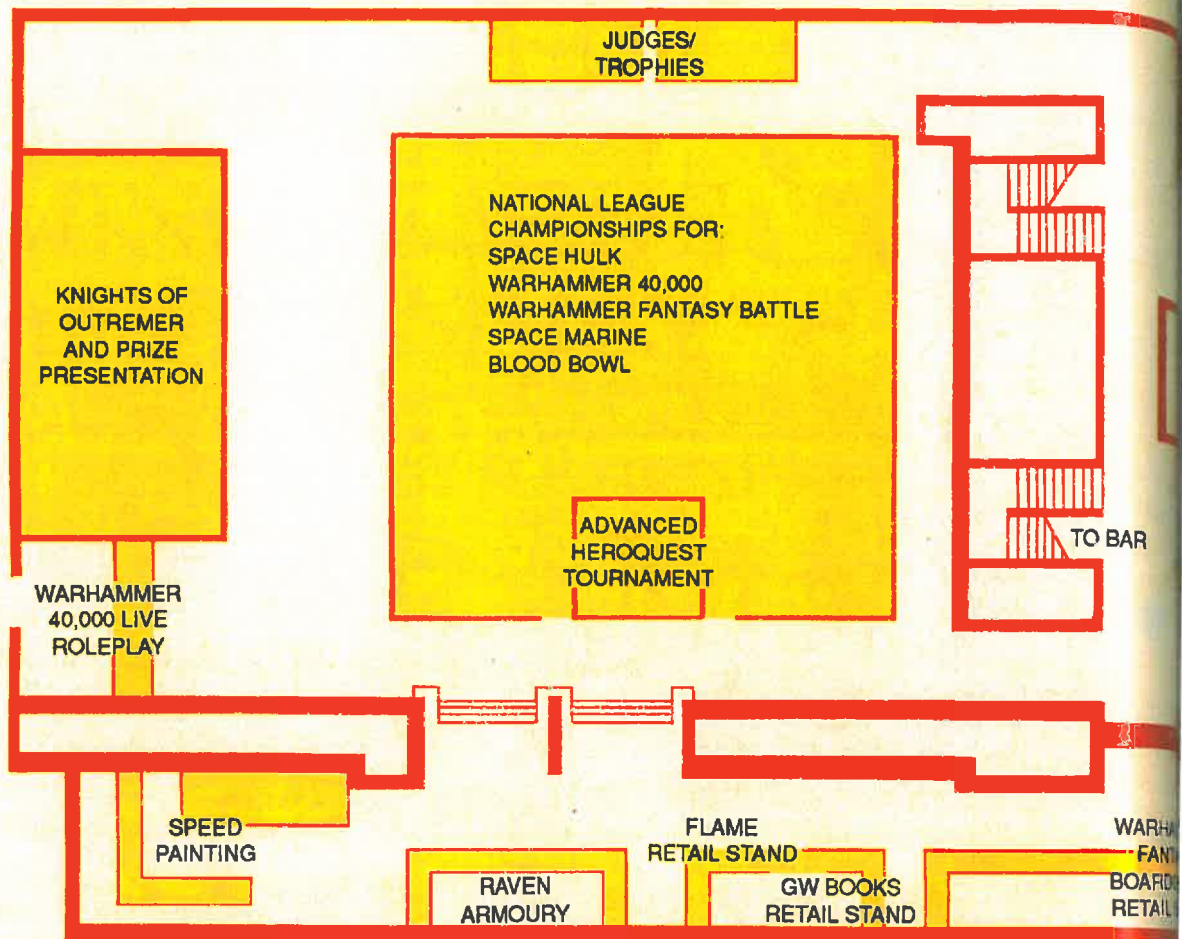 JUDGES/
TROPHIES
NATIONAL LEAGUE
CHAMPIONSHIPS FOR:
SPACE HULK
WARHAMMER 40,000
WARHAMMER FANTASY BATTLE
SPACE MARINE
BLOOD BOWL
KNIGHTS OF
OUTREMER
AND PRIZE
PRESENTATION
ADVANCED
HEROQUEST
TOURNAMENT
TO BAR
WARHAMMER
40,000 LIVE
ROLEPLAY
SPEED
PAINTING
FLAME
RETAIL STAND
RAVEN
ARMOURY
GW BOOKS
RETAIL STAND
RETAIL